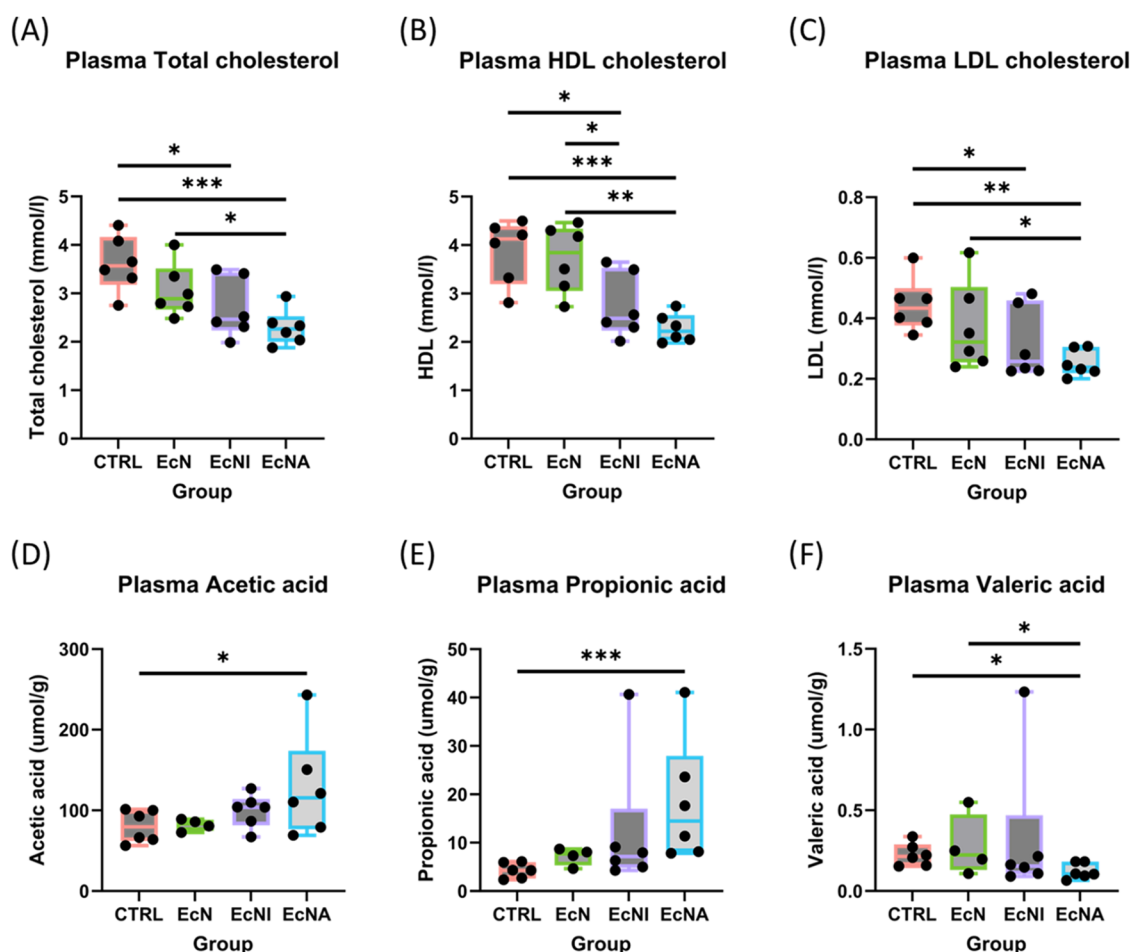 (A)
Plasma Total cholesterol
*
***
*
Total cholesterol (mmol/l)
5
4
3
2
1
0
CTRL EcN EcNI EcNA
Group
(B)
Plasma HDL cholesterol
*
*
***
**
HDL (mmol/l)
5
4
3
2
1
0
CTRL EcN EcNI EcNA
Group
(C)
Plasma LDL cholesterol
*
**
*
LDL (mmol/l)
0.8
0.6
0.4
0.2
0.0
CTRL EcN EcNI EcNA
Group
(D)
Plasma Acetic acid
*
Acetic acid (umol/g)
300
200
100
0
CTRL EcN EcNI EcNA
Group
(E)
Plasma Propionic acid
***
Propionic acid (umol/g)
50
40
30
20
10
0
CTRL EcN EcNI EcNA
Group
(F)
Plasma Valeric acid
*
*
Valeric acid (umol/g)
1.5
1.0
0.5
0.0
CTRL EcN EcNI EcNA
Group